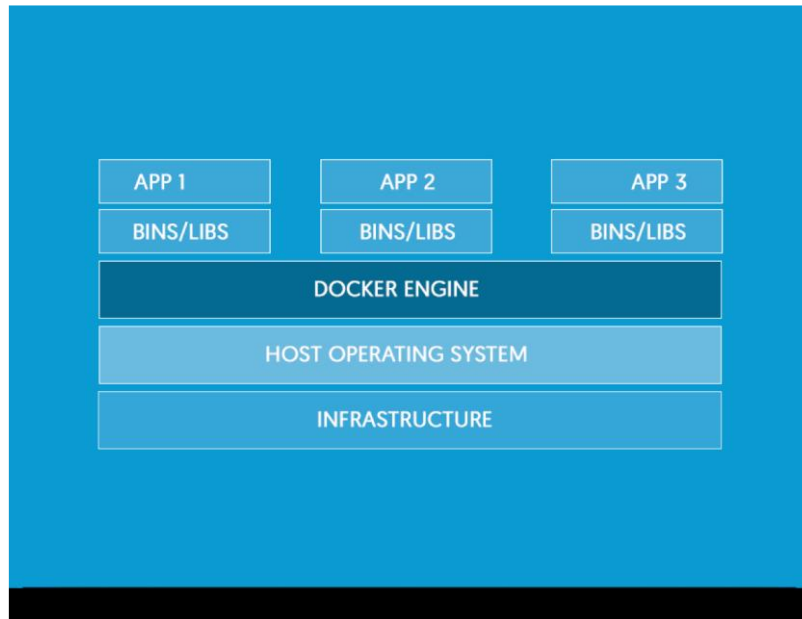 APP 1 APP 2 APP 3
BINS/LIBS BINS/LIBS BINS/LIBS
DOCKER ENGINE
HOST OPERATING SYSTEM
INFRASTRUCTURE